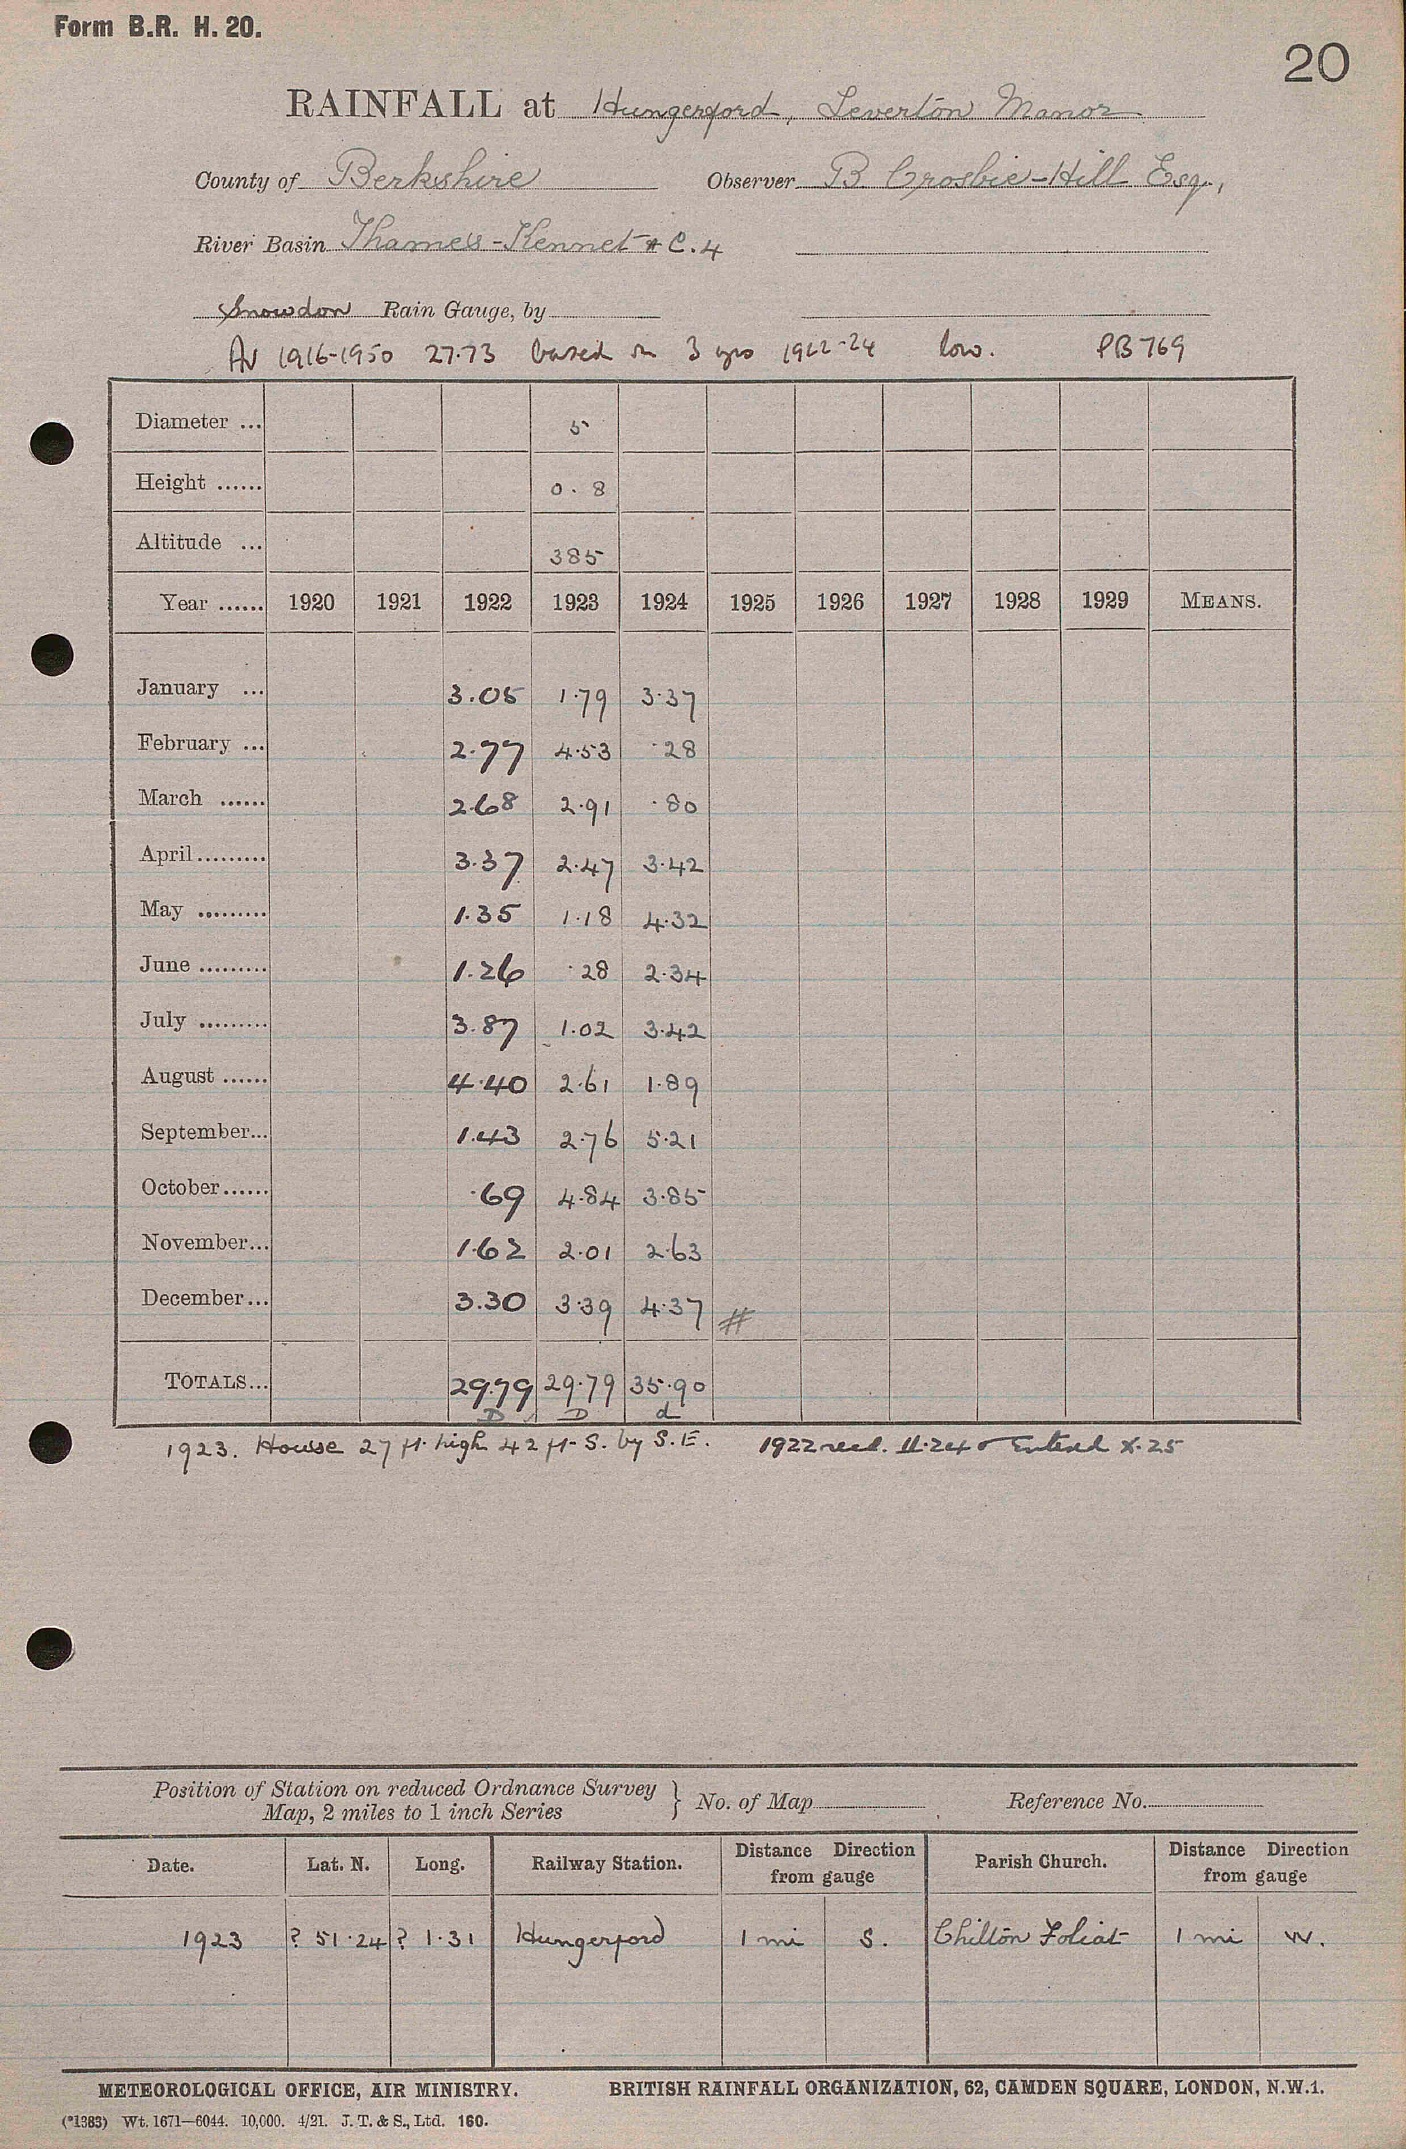 Form B.R. H. 20.
20
RAINFALL at Hungerford, Leverton Manor
County of Berkshire Observer B. Crosbie-Hill Esq.,
River Basin Thames-Kennet * C.4
Snowdon Rain Gauge, by
Av 1916-1950 27.73 based on 3 yrs 1922-24 low. PB 769
Diameter ... 5
Height ...... 0.8
Altitude ... 385
Year ...... 1920 1921 1922 1923 1924 1925 1926 1927 1928 1929 MEANS.
January ... 3.05 1.79 3.37
February ... 2.77 4.53 .28
March ...... 2.68 2.91 .80
April ......... 3.37 2.47 3.42
May ......... 1.35 1.18 4.32
June ......... 1.26 .28 2.34
July ......... 3.87 1.02 3.42
August ...... 4.40 2.61 1.89
September... 1.43 2.76 5.21
October...... .69 4.84 3.85
November... 1.62 2.01 2.63
December... 3.30 3.39 4.37 #
TOTALS... 29.79 29.79 35.90
D D d
1923. House 27 ft. high 42 ft. S. by S.E. 1922 recd. II.24 & Entered X.25
Position of Station on reduced Ordnance Survey } No. of Map Reference No.
Map, 2 miles to 1 inch Series
Date. Lat. N. Long. Railway Station. Distance Direction from gauge Parish Church. Distance Direction from gauge
1923 ? 51.24 ? 1.31 Hungerford 1 mi S. Chilton Foliat 1 mi W.
METEOROLOGICAL OFFICE, AIR MINISTRY. BRITISH RAINFALL ORGANIZATION, 62, CAMDEN SQUARE, LONDON, N.W.1.
(*1383) Wt. 1671—6044. 10,000. 4/21. J. T. & S., Ltd. 160.